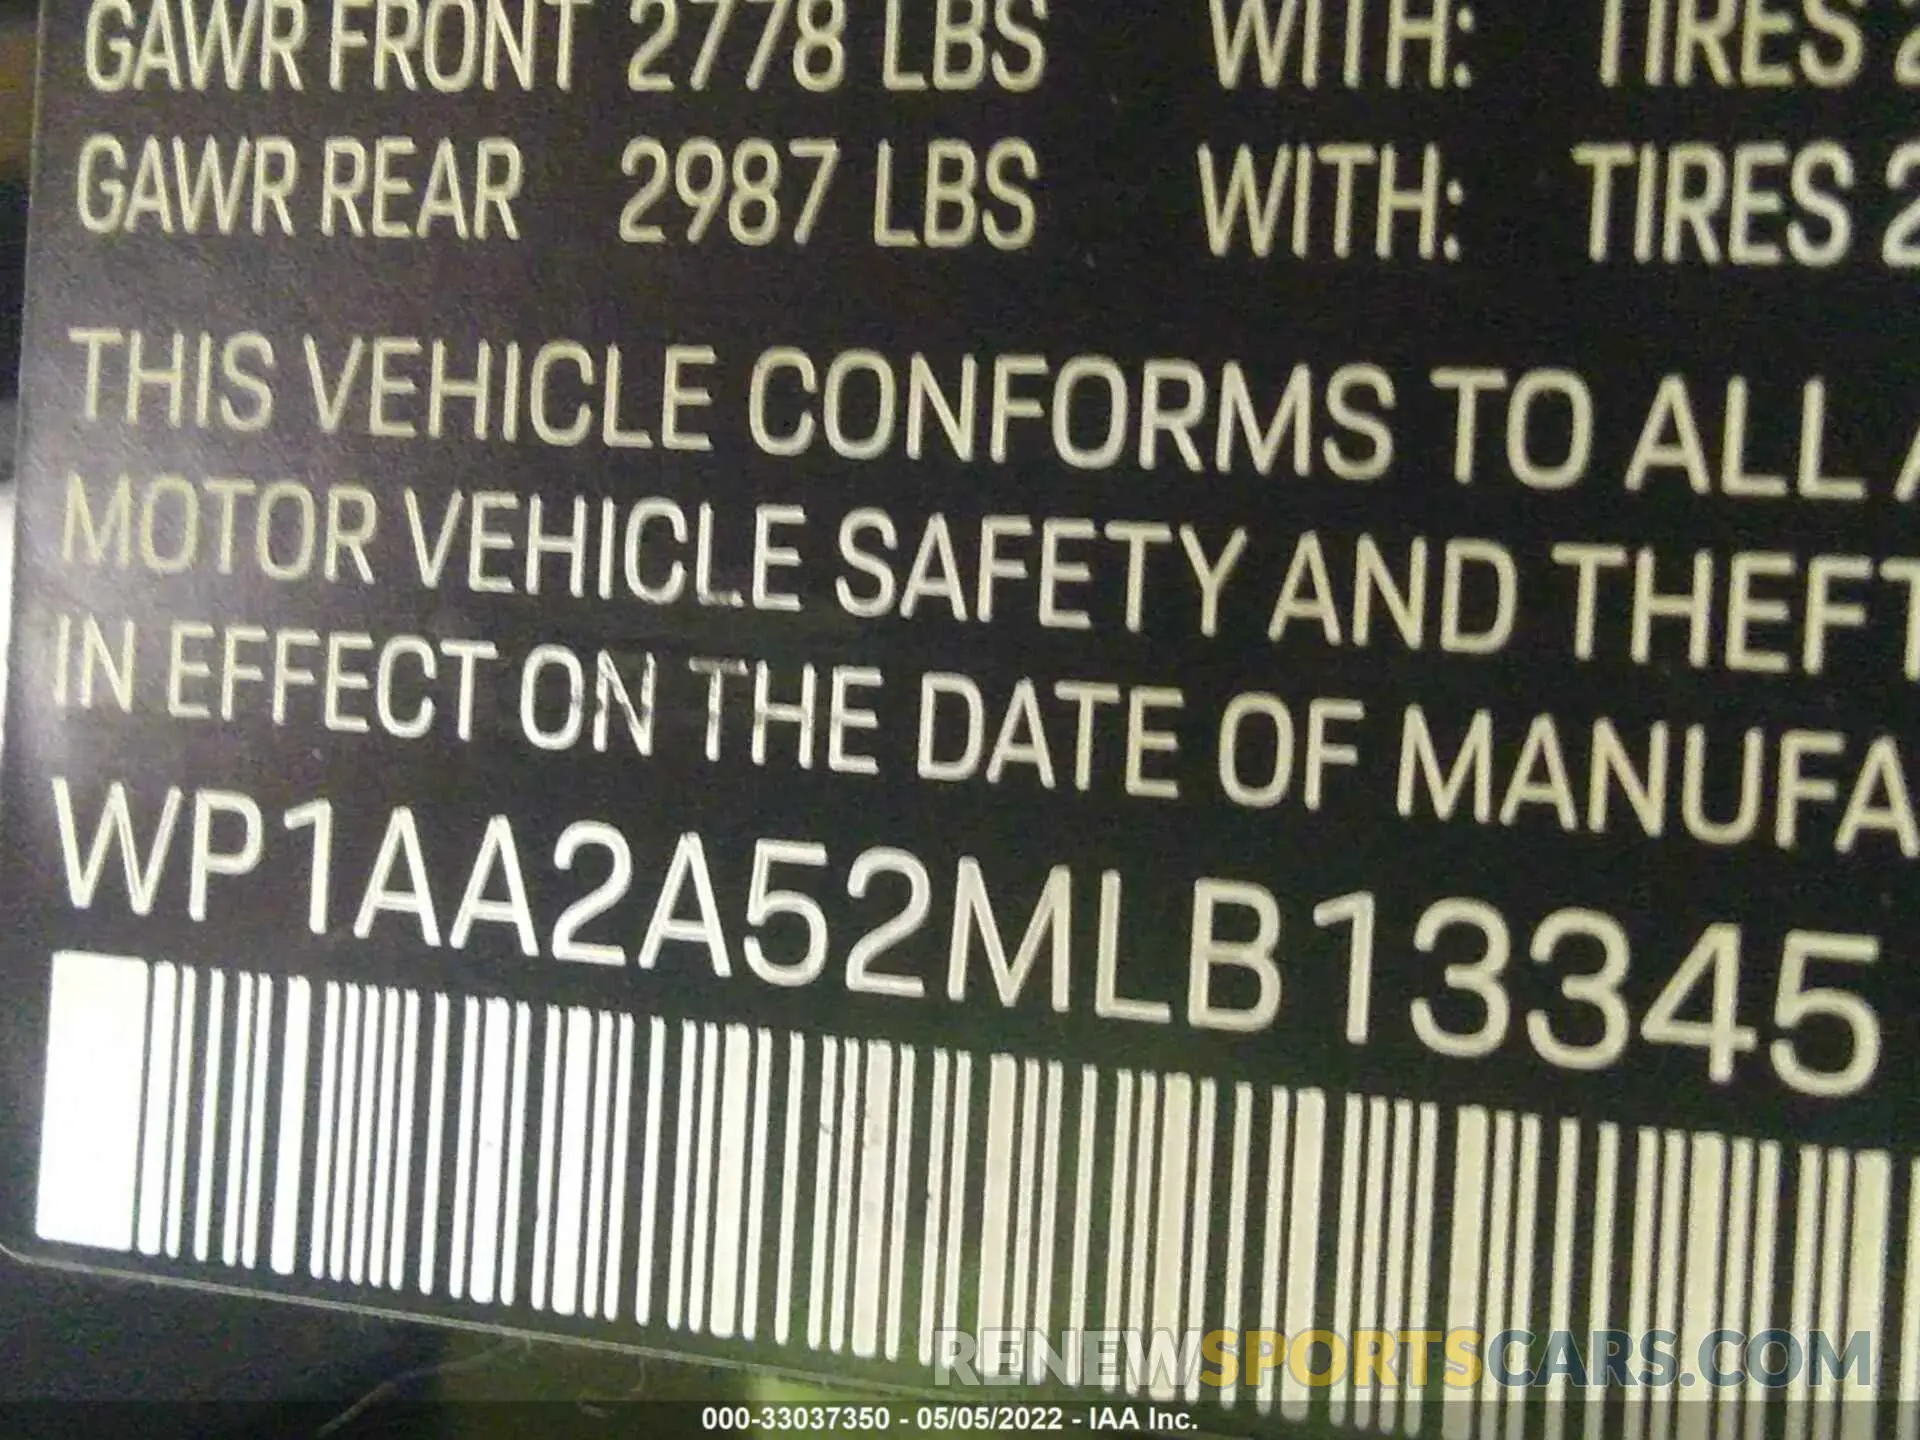 GAWR FRONT 2778 LBS WITH: TIRES 2
GAWR REAR 2987 LBS WITH: TIRES 2
THIS VEHICLE CONFORMS TO ALL A
MOTOR VEHICLE SAFETY AND THEFT
IN EFFECT ON THE DATE OF MANUFA
WP1AA2A52MLB13345
RENEWSPORTSCARS.COM
000-33037350 - 05/05/2022 - IAA Inc.